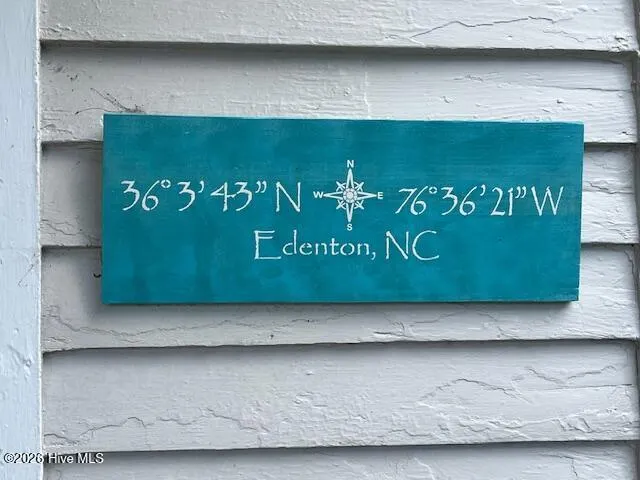 N
36°3'43"N W E 76°36'21"W
S
Edenton, NC
©2026 Hive MLS